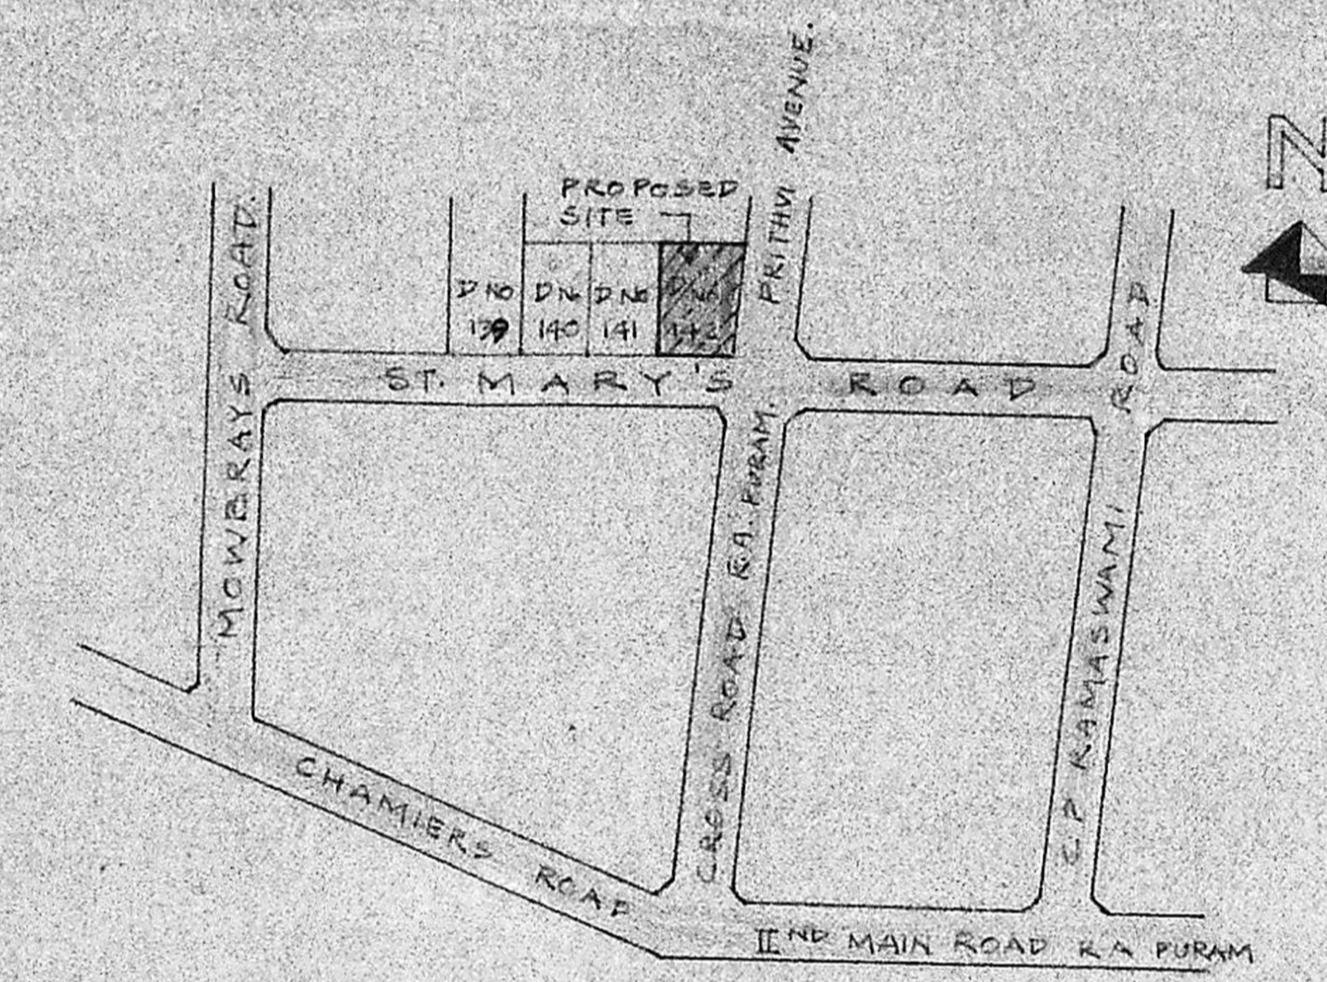 PRITHVI AVENUE.
N
PROPOSED
SITE
D NO
139
D No
140
D NO
141
D No
142
MOWBRAYS ROAD.
ST. MARY'S ROAD
CROSS ROAD R.A. PURAM.
C P RAMASWAMI ROAD
CHAMIERS ROAD
IIND MAIN ROAD R A PURAM